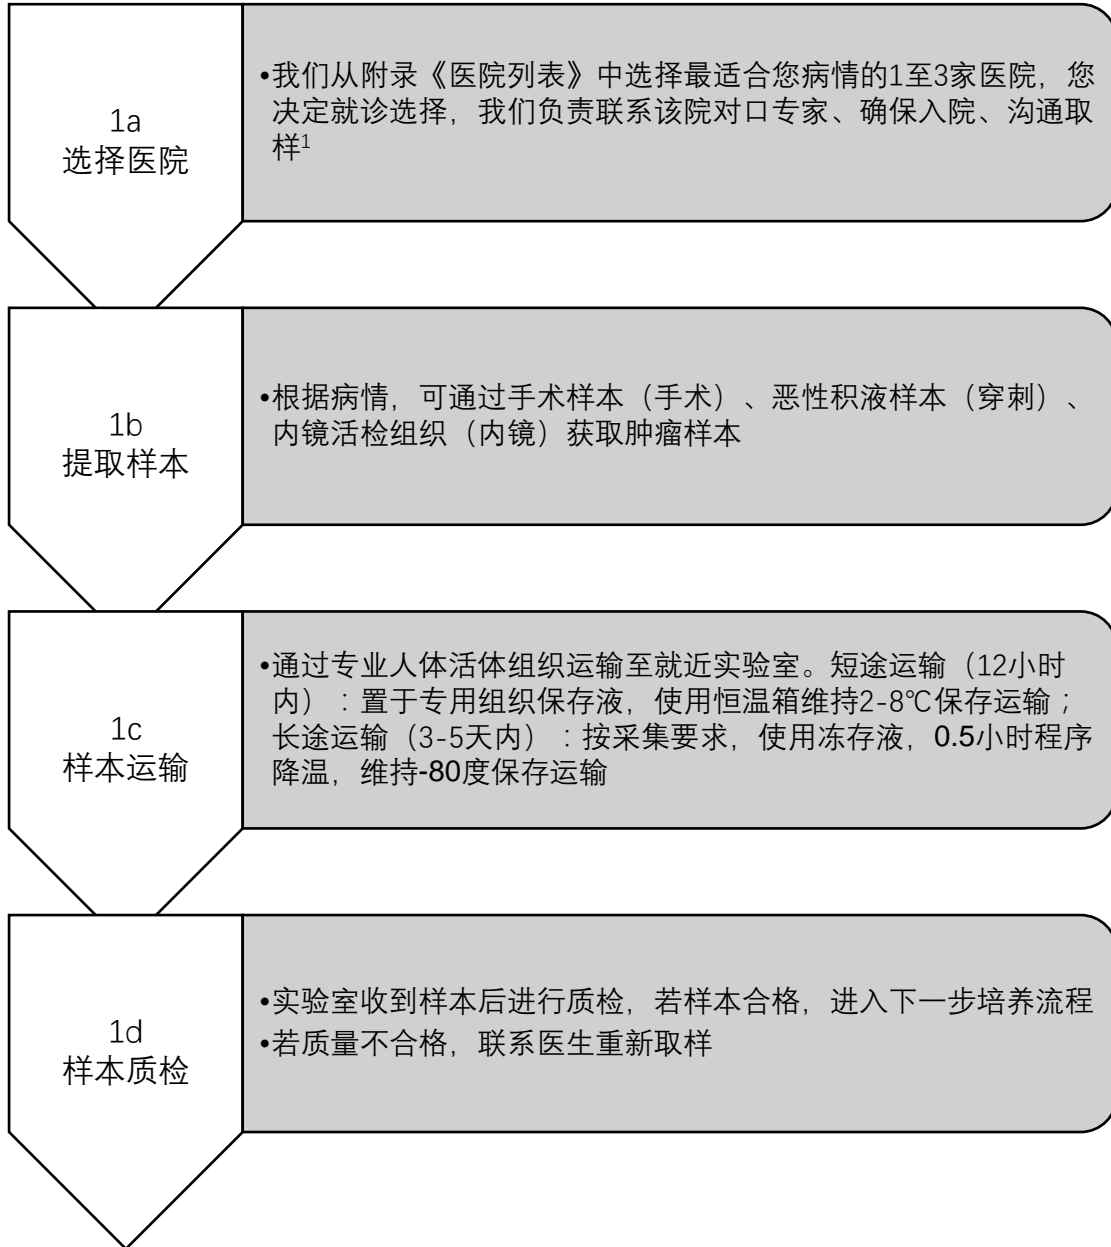 1a
选择医院
•我们从附录《医院列表》中选择最适合您病情的1至3家医院，您
决定就诊选择，我们负责联系该院对口专家、确保入院、沟通取
样¹
1b
提取样本
•根据病情，可通过手术样本（手术）、恶性积液样本（穿刺）、
内镜活检组织（内镜）获取肿瘤样本
1c
样本运输
•通过专业人体活体组织运输至就近实验室。短途运输（12小时
内）：置于专用组织保存液，使用恒温箱维持2-8℃保存运输；
长途运输（3-5天内）：按采集要求，使用冻存液，0.5小时程序
降温，维持-80度保存运输
1d
样本质检
•实验室收到样本后进行质检，若样本合格，进入下一步培养流程
•若质量不合格，联系医生重新取样